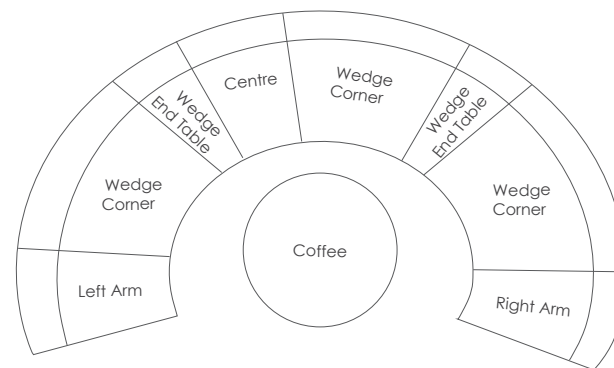 Left Arm
Wedge
Corner
Wedge
End Table
Centre
Wedge
Corner
Wedge
End Table
Wedge
Corner
Right Arm
Coffee